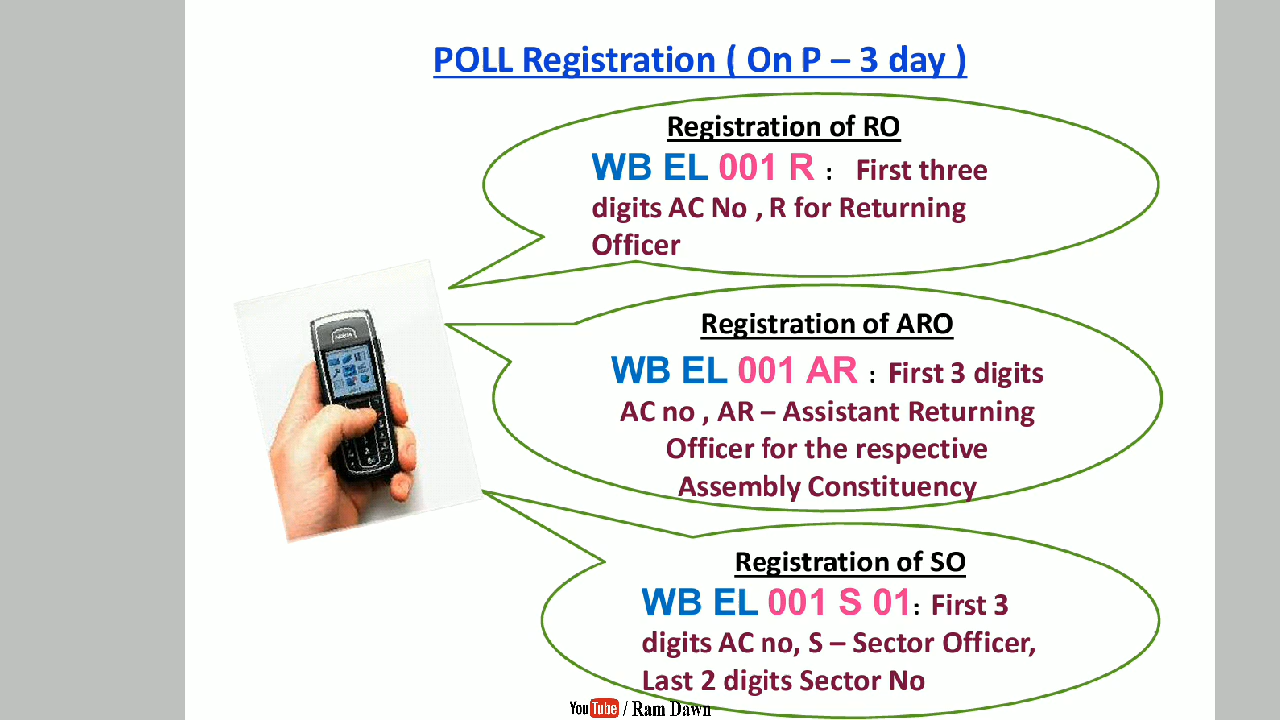 POLL Registration ( On P – 3 day )
Registration of RO
WB EL 001 R : First three
digits AC No , R for Returning
Officer
Registration of ARO
WB EL 001 AR : First 3 digits
AC no , AR – Assistant Returning
Officer for the respective
Assembly Constituency
Registration of SO
WB EL 001 S 01: First 3
digits AC no, S – Sector Officer,
Last 2 digits Sector No
YouTube / Ram Dawn